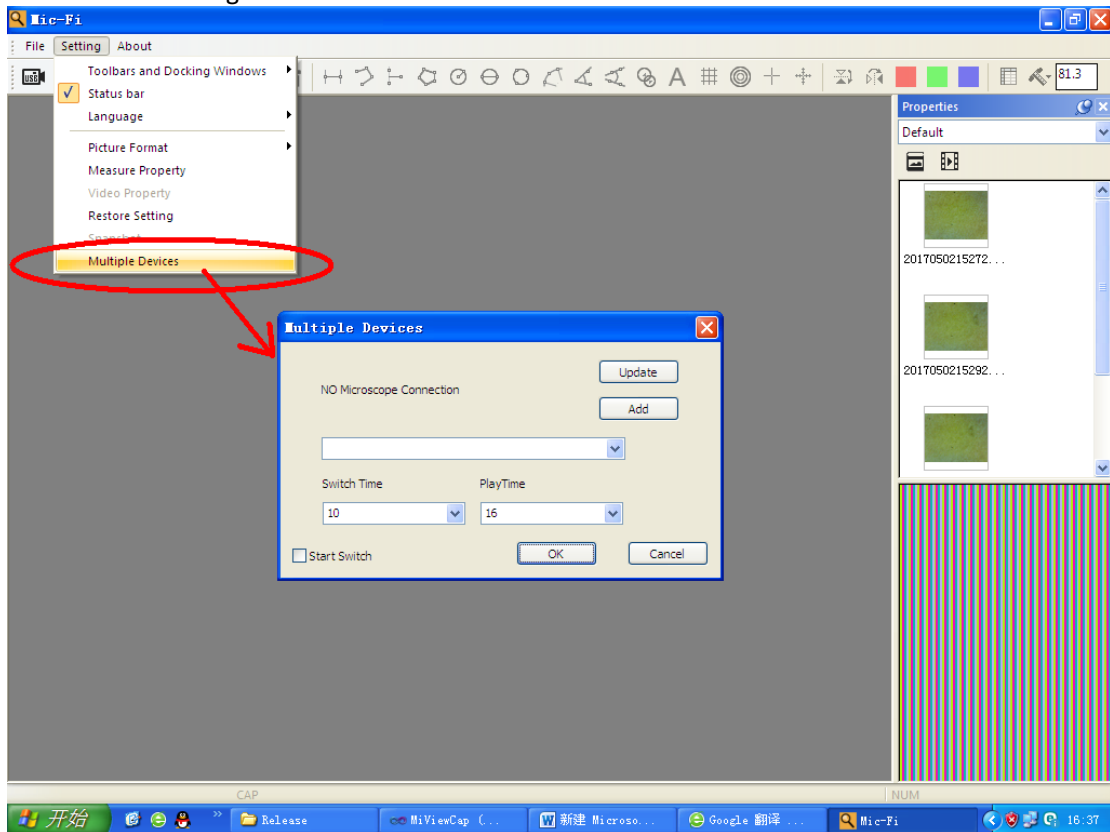 Mic-Fi
File Setting About
Toolbars and Docking Windows
Status bar
Language
Picture Format
Measure Property
Video Property
Restore Setting
Snapshot
Multiple Devices
A
81.3
Properties
Default
2017050215272...
2017050215292...
Multiple Devices
NO Microscope Connection
Update
Add
Switch Time PlayTime
10 16
Start Switch OK Cancel
CAP NUM
开始 Release MiViewCap (... 新建 Microso... Google 翻译 ... Mic-Fi 16:37